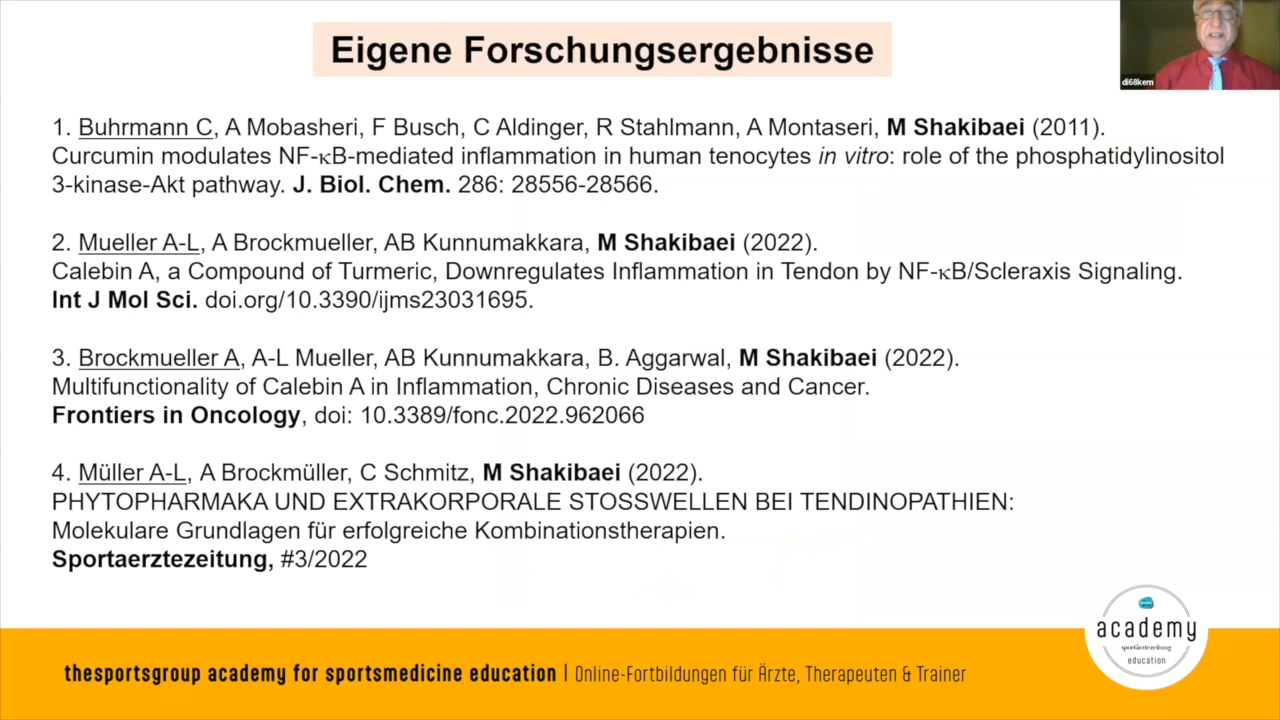 Eigene Forschungsergebnisse
di68kem
1. Buhrmann C, A Mobasheri, F Busch, C Aldinger, R Stahlmann, A Montaseri, M Shakibaei (2011).
Curcumin modulates NF-κB-mediated inflammation in human tenocytes in vitro: role of the phosphatidylinositol
3-kinase-Akt pathway. J. Biol. Chem. 286: 28556-28566.
2. Mueller A-L, A Brockmueller, AB Kunnumakkara, M Shakibaei (2022).
Calebin A, a Compound of Turmeric, Downregulates Inflammation in Tendon by NF-κB/Scleraxis Signaling.
Int J Mol Sci. doi.org/10.3390/ijms23031695.
3. Brockmueller A, A-L Mueller, AB Kunnumakkara, B. Aggarwal, M Shakibaei (2022).
Multifunctionality of Calebin A in Inflammation, Chronic Diseases and Cancer.
Frontiers in Oncology, doi: 10.3389/fonc.2022.962066
4. Müller A-L, A Brockmüller, C Schmitz, M Shakibaei (2022).
PHYTOPHARMAKA UND EXTRAKORPORALE STOSSWELLEN BEI TENDINOPATHIEN:
Molekulare Grundlagen für erfolgreiche Kombinationstherapien.
Sportaerztezeitung, #3/2022
academy
sportärztezeitung
education
thesportsgroup academy for sportsmedicine education | Online-Fortbildungen für Ärzte, Therapeuten & Trainer